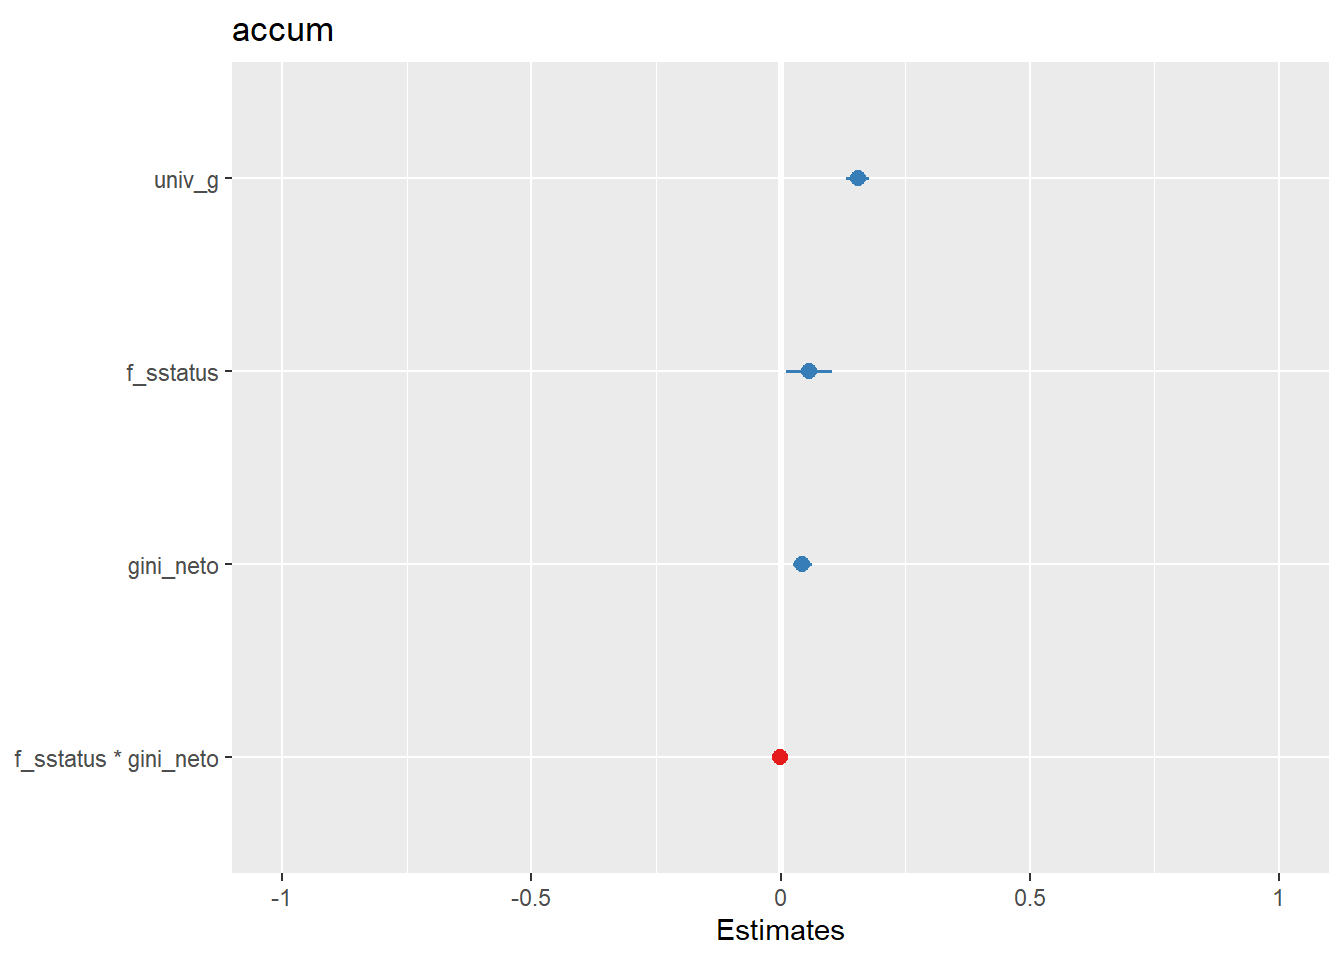 accum
univ_g
f_sstatus
gini_neto
f_sstatus * gini_neto
-1 -0.5 0 0.5 1
Estimates